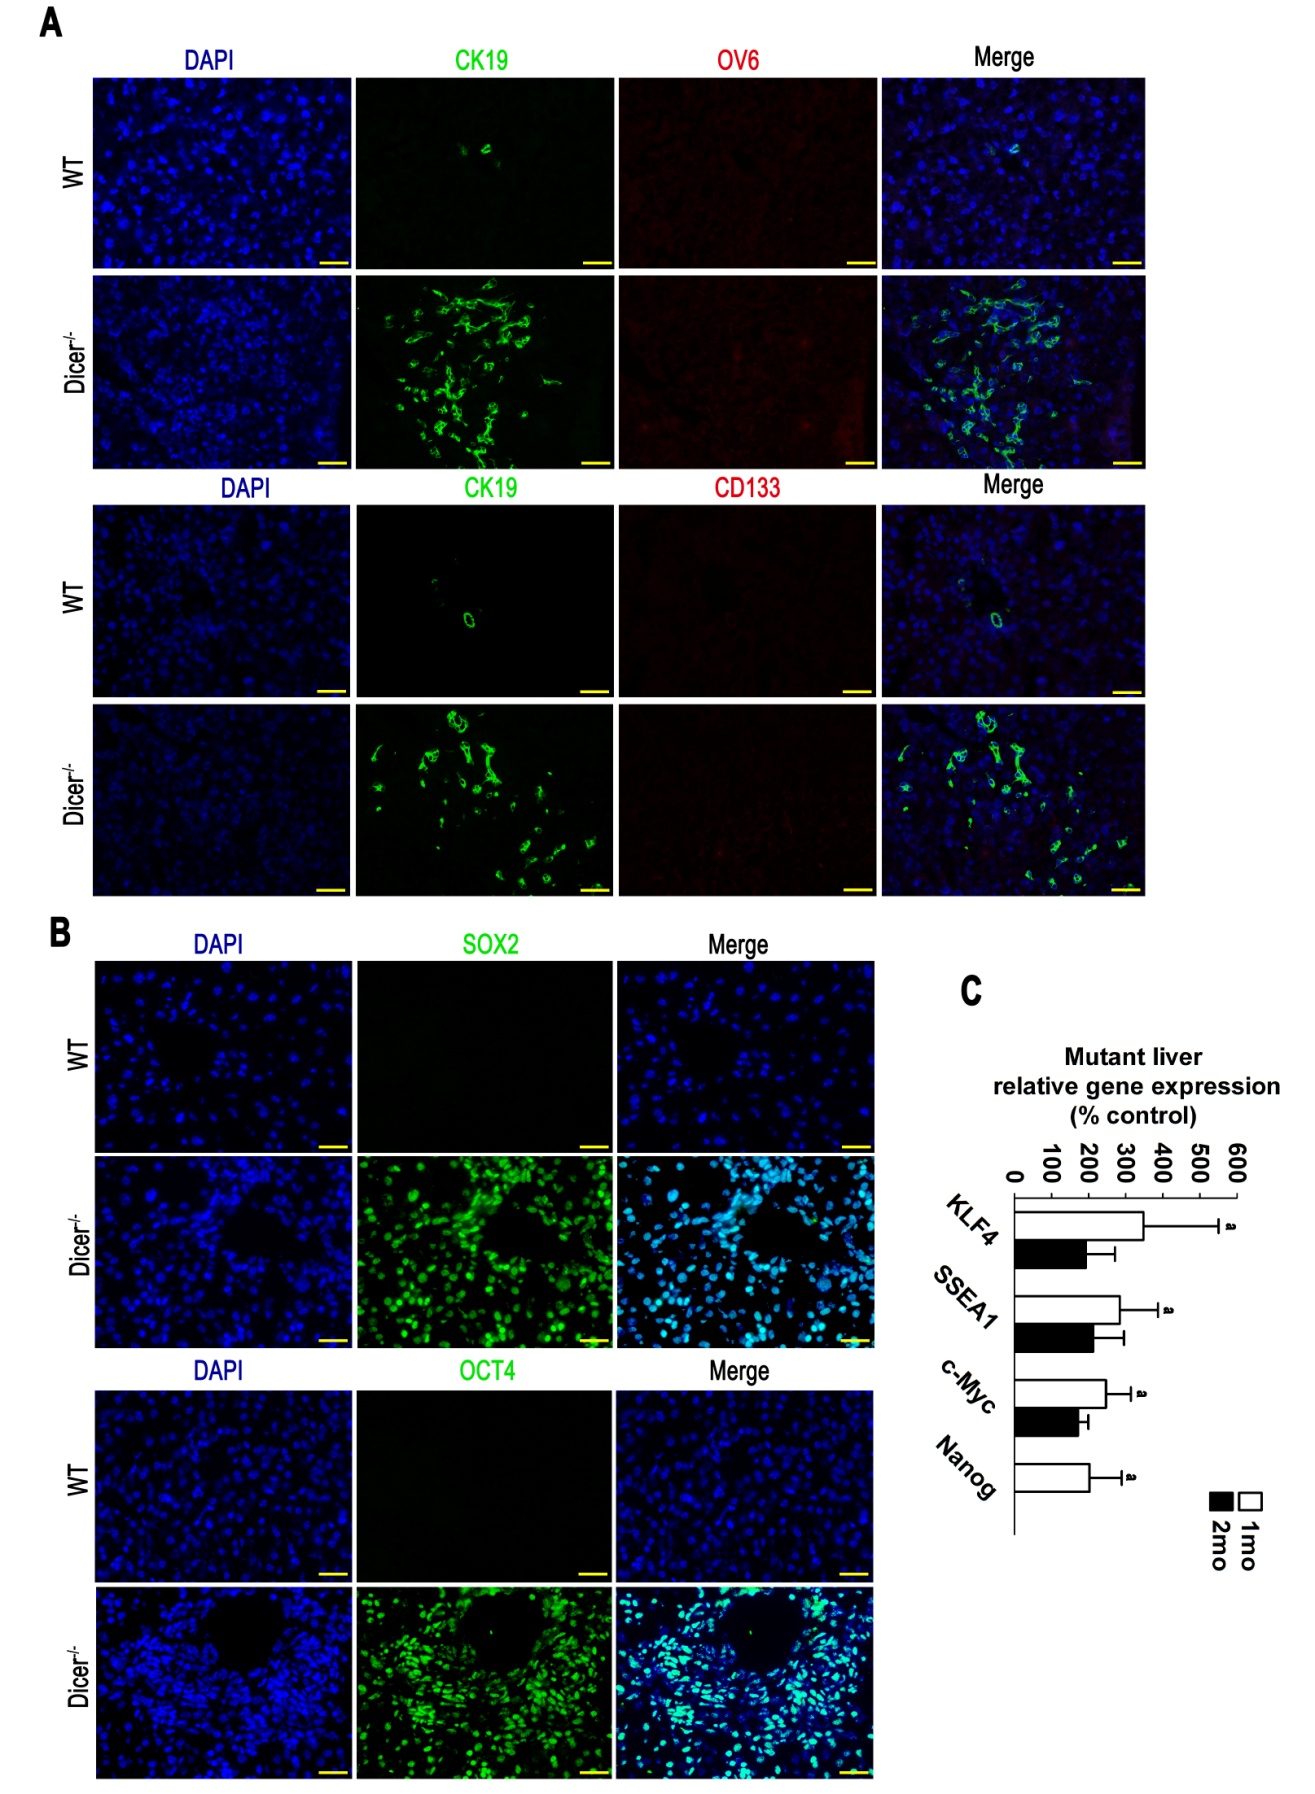 A
DAPI CK19 OV6 Merge
WT
Dicer-/-
DAPI CK19 CD133 Merge
WT
Dicer-/-
B
DAPI SOX2 Merge
WT
Dicer-/-
DAPI OCT4 Merge
WT
Dicer-/-
C
Mutant liver
relative gene expression
(% control)
0 100 200 300 400 500 600
KLF4
a
SSEA1
a
c-Myc
a
Nanog
a
1mo
2mo